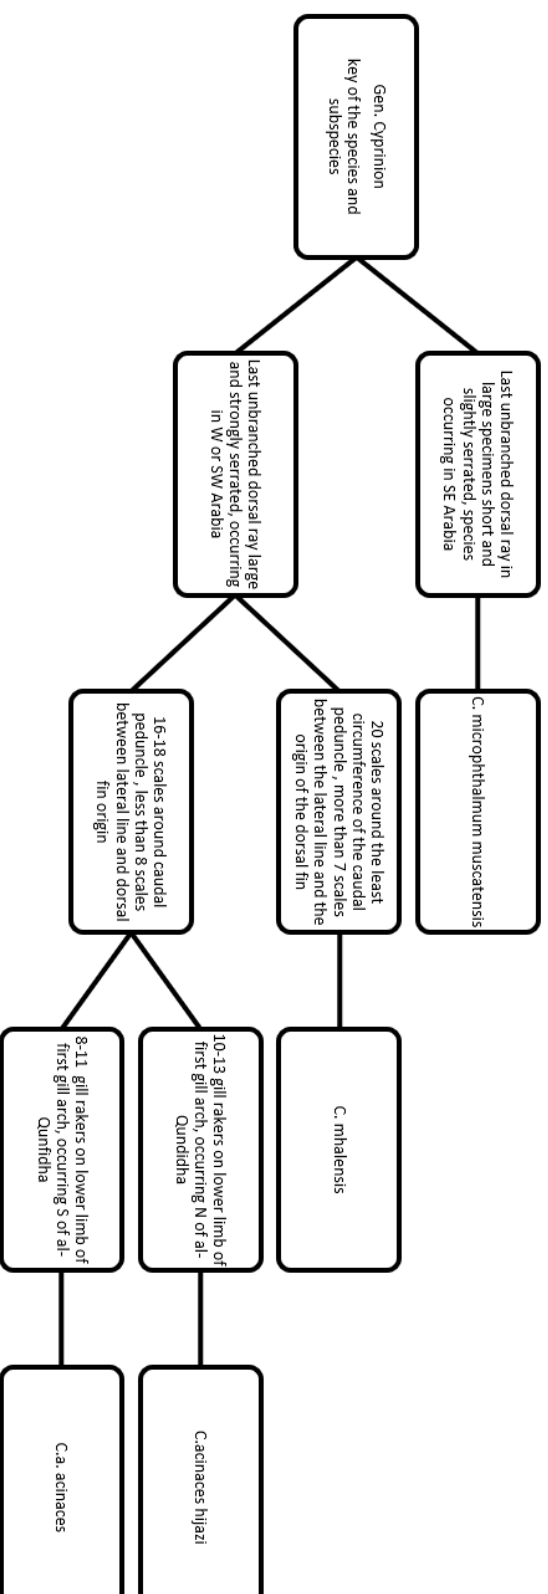 Gen. Cyprinion
key of the species and
subspecies
Last unbranched dorsal ray in
large specimens short and
slightly serrated, species
occurring in SE Arabia
C. microphthalmum muscatensis
Last unbranched dorsal ray large
and strongly serrated, occurring
in W or SW Arabia
20 scales around the least
circumference of the caudal
peduncle , more than 7 scales
between the lateral line and the
origin of the dorsal fin
C. mhalensis
16-18 scales around caudal
peduncle , less than 8 scales
between lateral line and dorsal
fin origin
10-13 gill rakers on lower limb of
first gill arch, occurring N of al-
Qundidha
C.acinaces hijazi
8-11 gill rakers on lower limb of
first gill arch, occurring S of al-
Qunfidha
C.a. acinaces